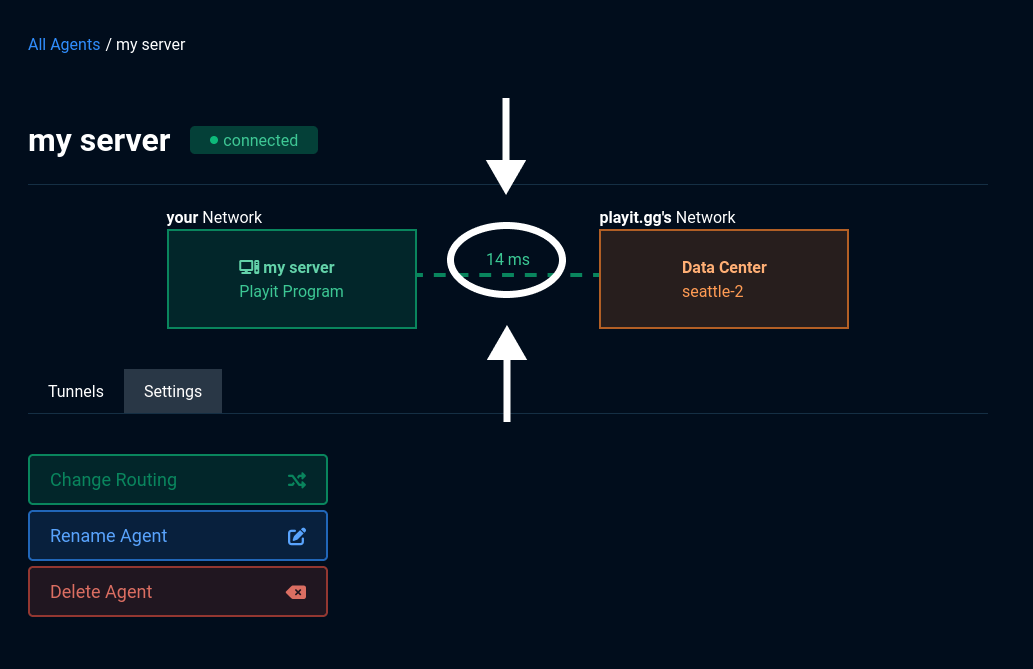 All Agents / my server
my server
connected
your Network
playit.gg's Network
my server
Playit Program
14 ms
Data Center
seattle-2
Tunnels
Settings
Change Routing
Rename Agent
Delete Agent